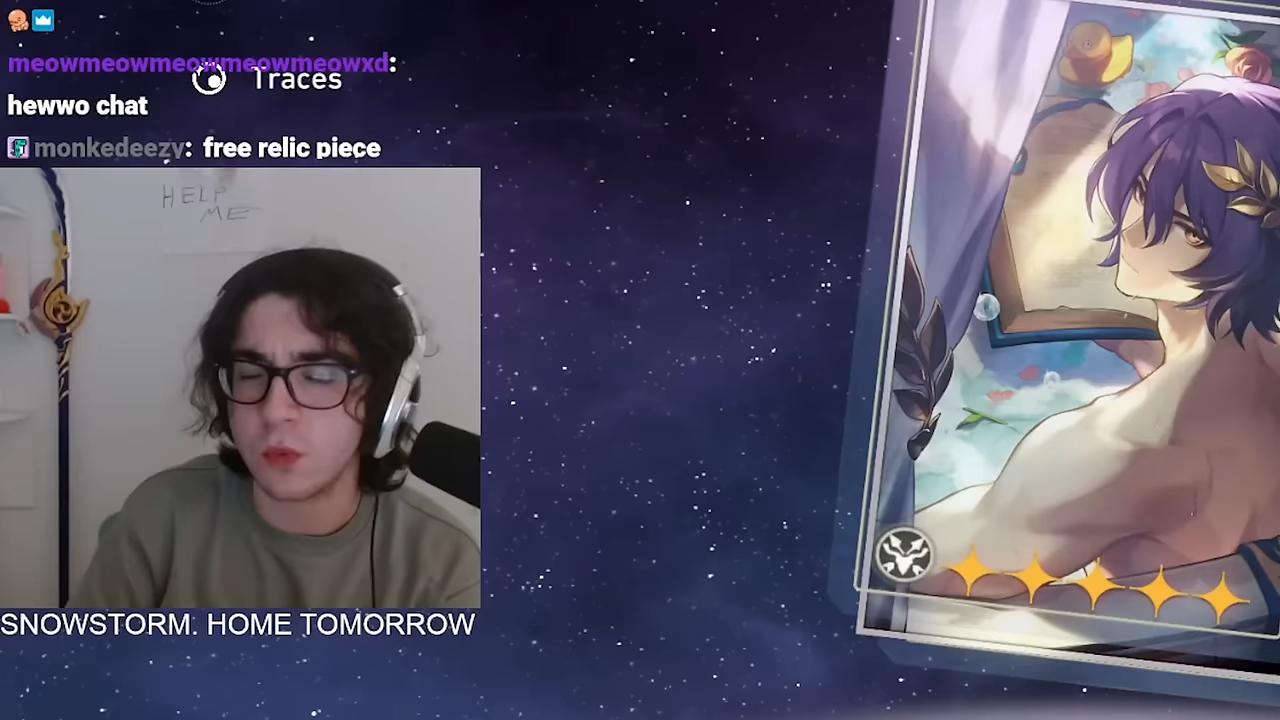 meowmeowmeowmeowmeowxd:
Traces
hewwo chat
monkedeezy: free relic piece
HELP
ME
SNOWSTORM. HOME TOMORROW